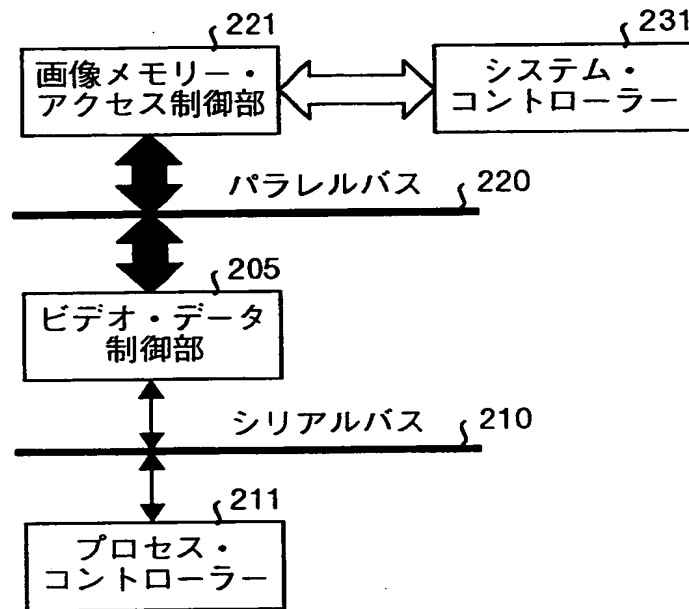 221
画像メモリー・
アクセス制御部
231
システム・
コントローラー
パラレルバス
220
205
ビデオ・データ
制御部
シリアルバス
210
211
プロセス・
コントローラー